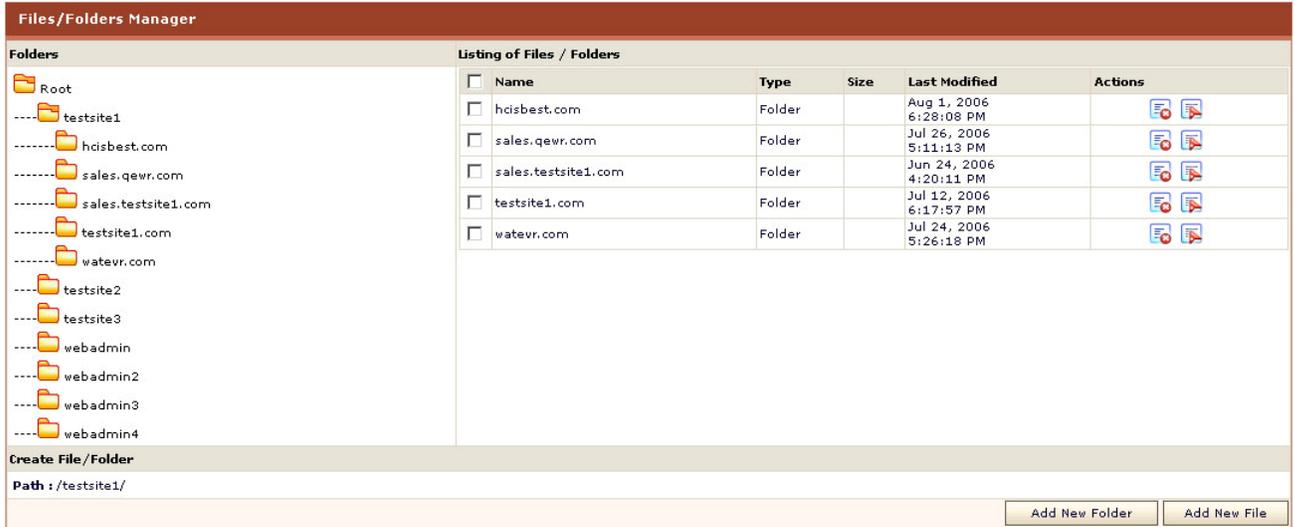 Files/Folders Manager
Folders
Root
----testsite1
-------hcisbest.com
-------sales.qewr.com
-------sales.testsite1.com
-------testsite1.com
-------watevr.com
----testsite2
----testsite3
----webadmin
----webadmin2
----webadmin3
----webadmin4
Listing of Files / Folders
Name Type Size Last Modified Actions
hcisbest.com Folder Aug 1, 2006
6:28:08 PM
sales.qewr.com Folder Jul 26, 2006
5:11:13 PM
sales.testsite1.com Folder Jun 24, 2006
4:20:11 PM
testsite1.com Folder Jul 12, 2006
6:17:57 PM
watevr.com Folder Jul 24, 2006
5:26:18 PM
Create File/Folder
Path : /testsite1/
Add New Folder Add New File